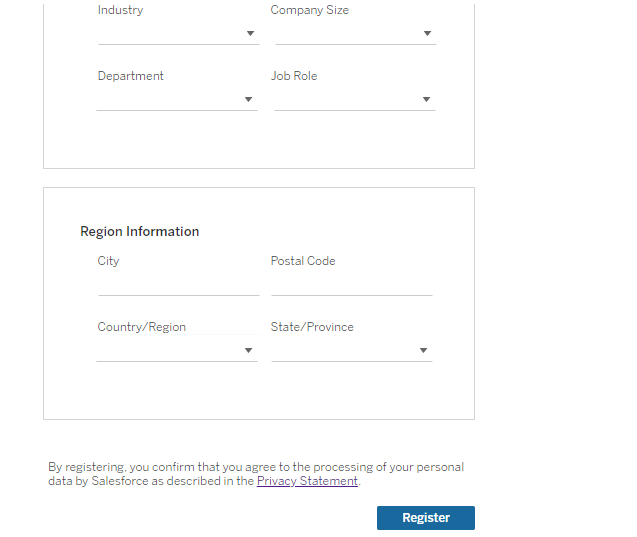 Industry
Company Size
Department
Job Role
Region Information
City
Postal Code
Country/Region
State/Province
By registering, you confirm that you agree to the processing of your personal
data by Salesforce as described in the Privacy Statement.
Register